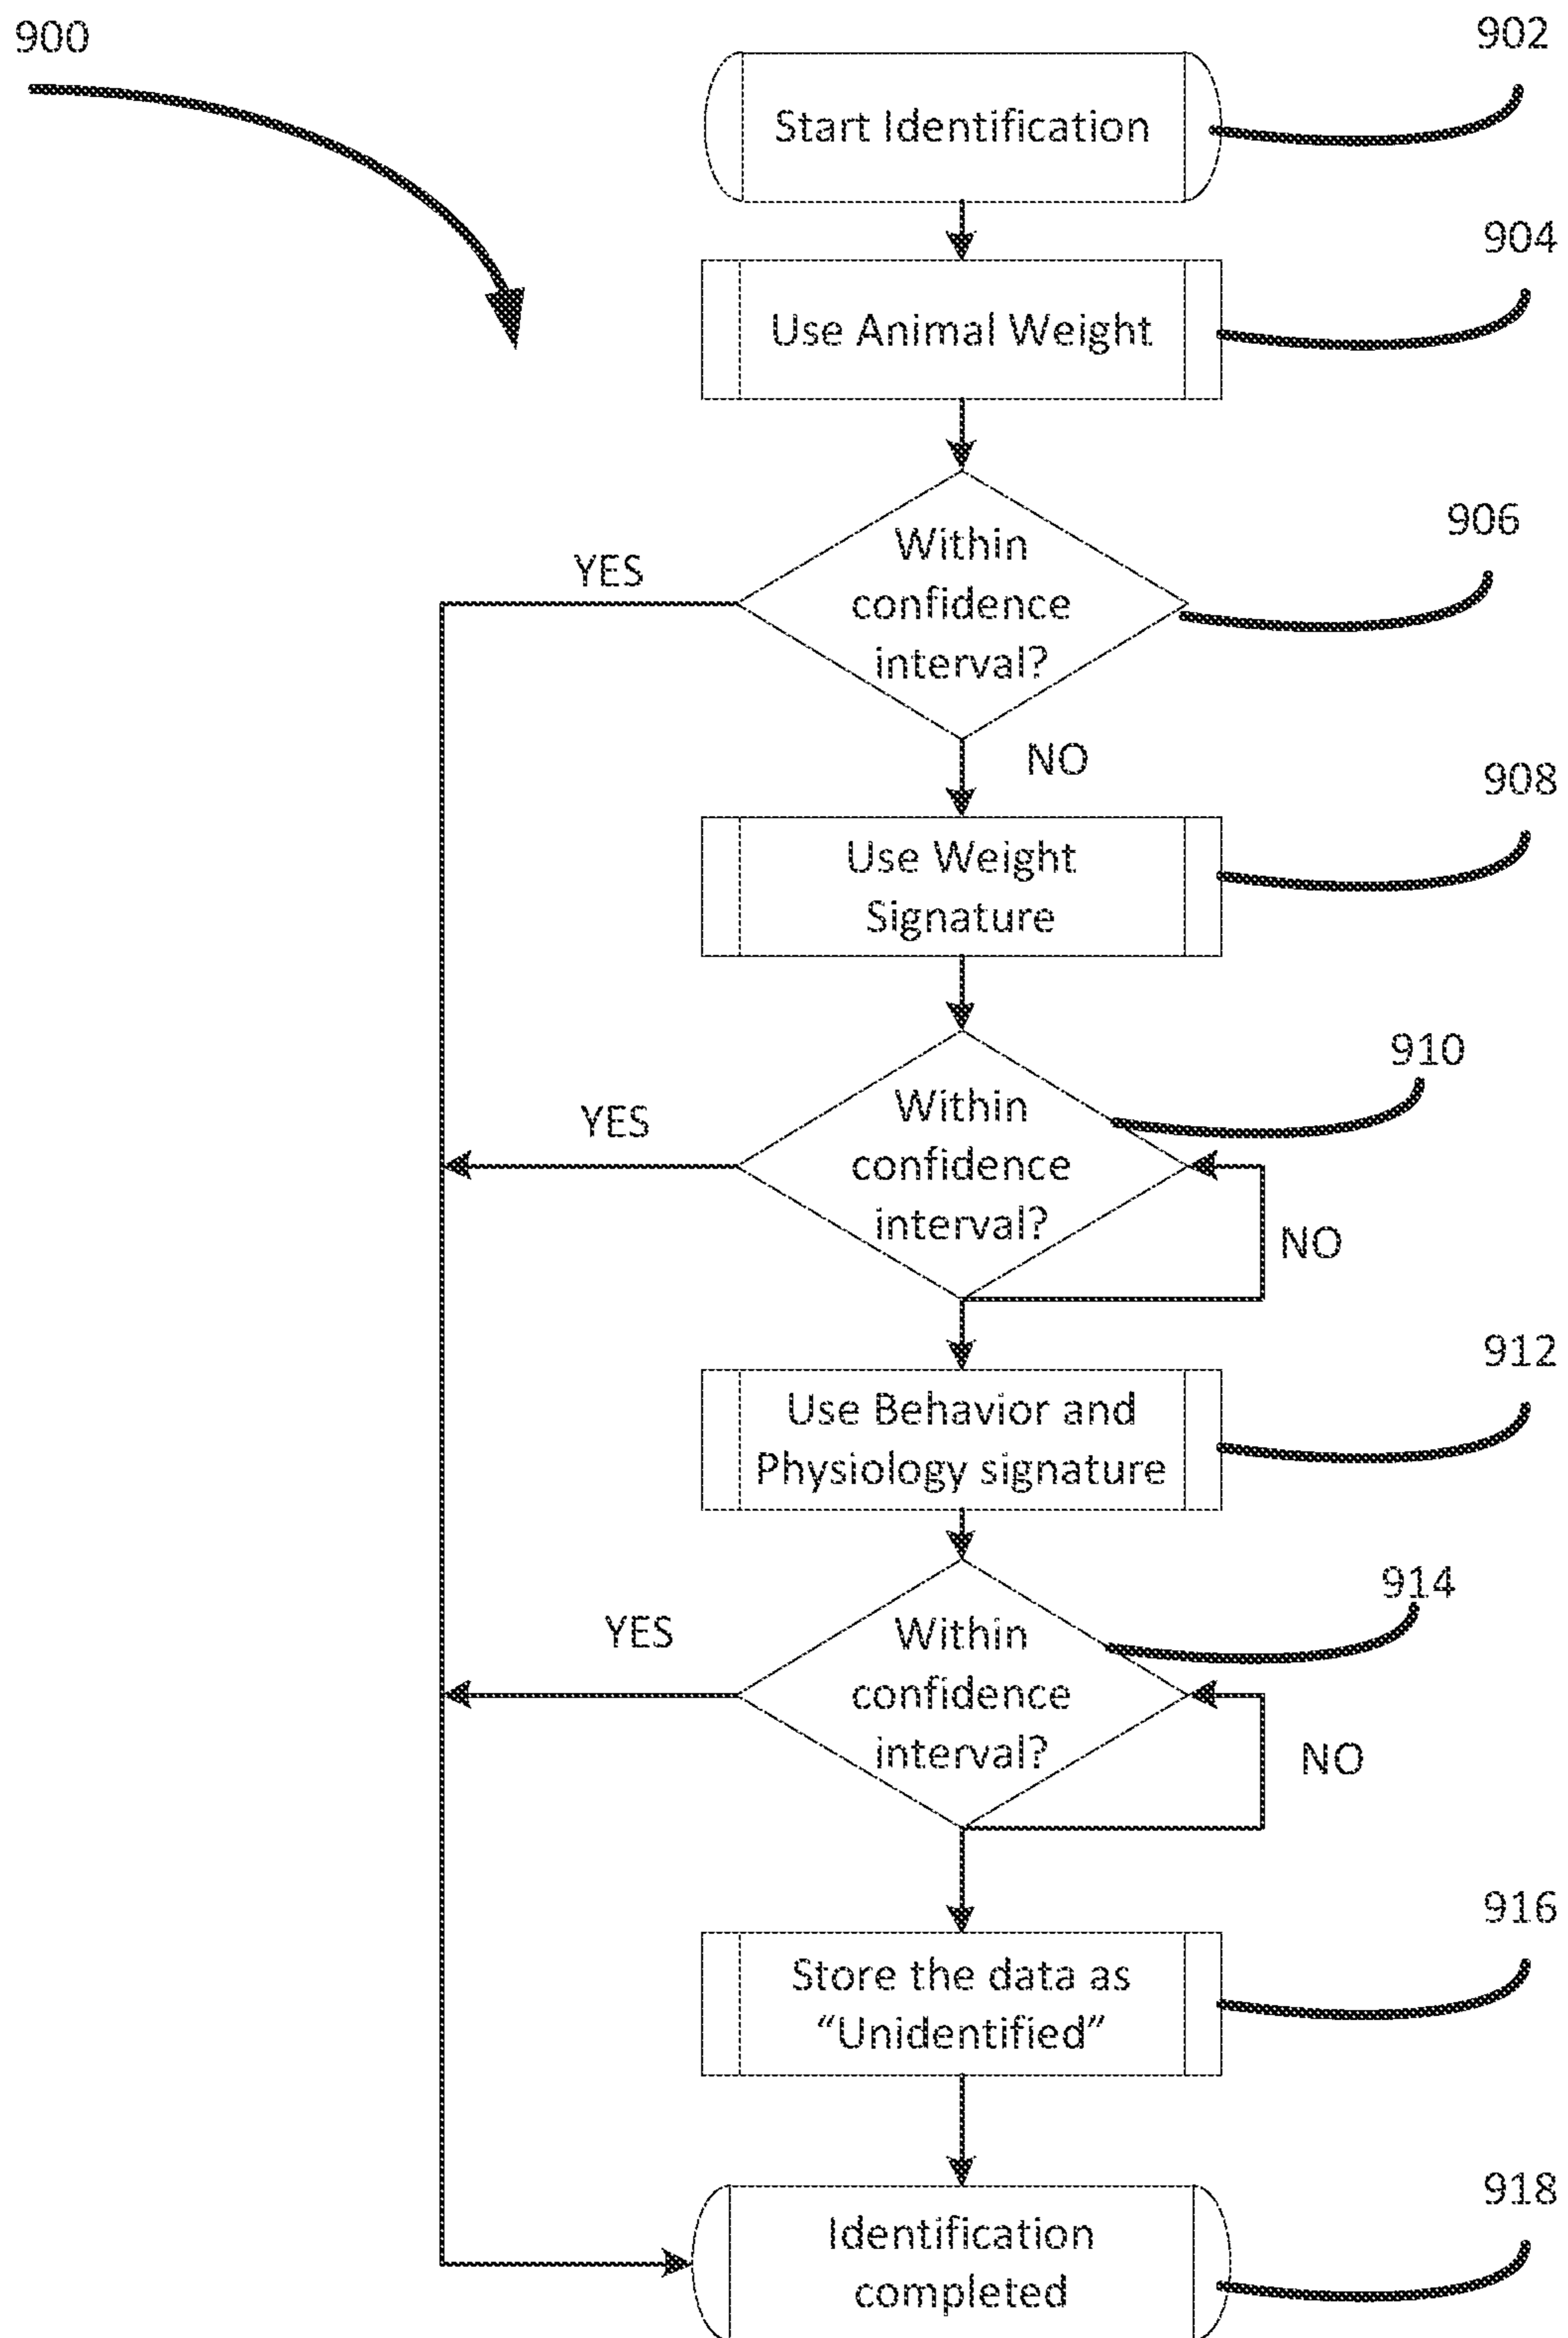 900
902
Start Identification
904
Use Animal Weight
906
Within
confidence
interval?
YES
NO
908
Use Weight
Signature
910
Within
confidence
interval?
YES
NO
912
Use Behavior and
Physiology signature
914
Within
confidence
interval?
YES
NO
916
Store the data as
“Unidentified”
918
Identification
completed